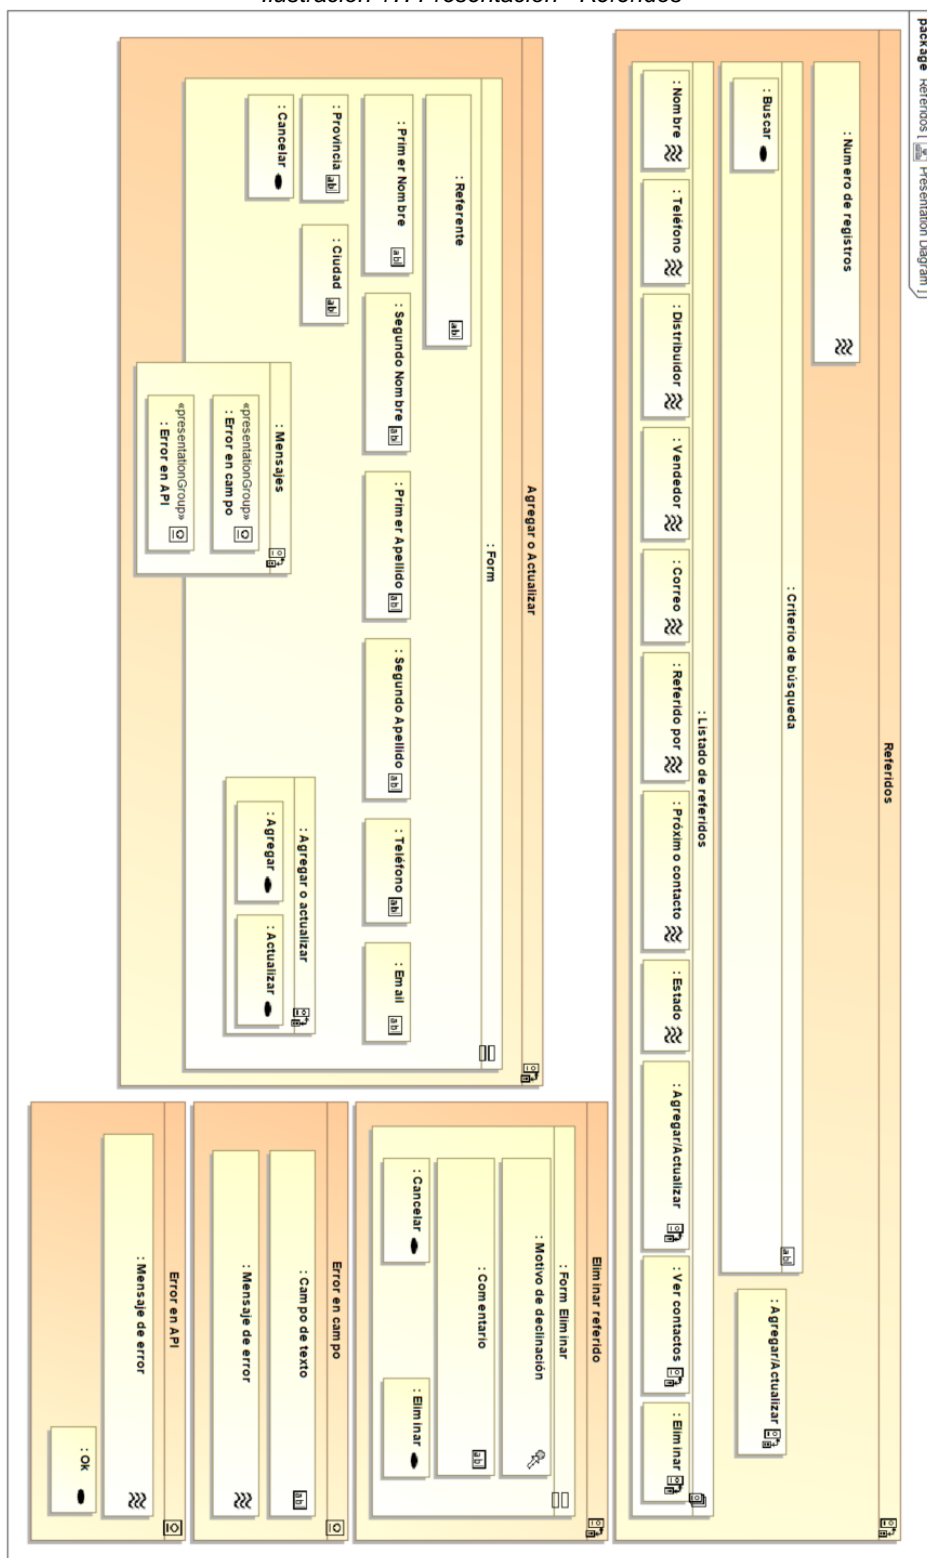 package Referidos [ Presentation Diagram ]
Referidos
: Numero de registros
: Criterio de búsqueda
: Buscar
: Agregar/Actualizar
: Listado de referidos
: Nombre
: Teléfono
: Distribuidor
: Vendedor
: Correo
: Referido por
: Próximo contacto
: Estado
: Agregar/Actualizar
: Ver contactos
: Eliminar
Agregar o Actualizar
: Form
: Referente
: Primer Nombre
: Segundo Nombre
: Primer Apellido
: Segundo Apellido
: Teléfono
: Email
: Provincia
: Ciudad
: Cancelar
: Agregar o actualizar
: Agregar
: Actualizar
: Mensajes
«presentationGroup»
: Error en campo
«presentationGroup»
: Error en API
Eliminar referido
: Form Eliminar
: Motivo de declinación
: Comentario
: Cancelar
: Eliminar
Error en campo
: Campo de texto
: Mensaje de error
Error en API
: Mensaje de error
: Ok